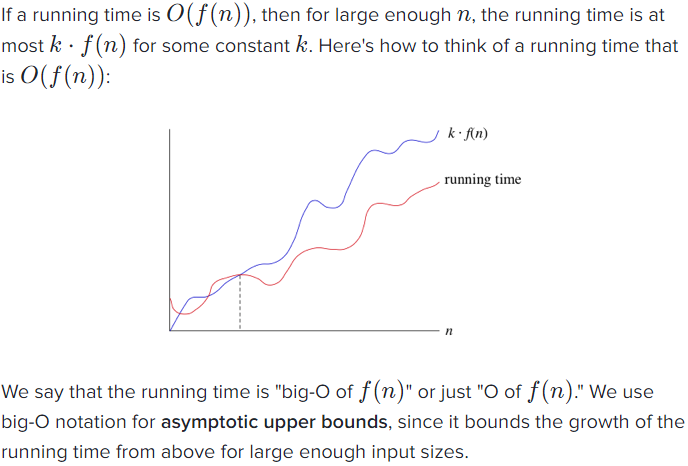 If a running time is O(f(n)), then for large enough n, the running time is at
most k · f(n) for some constant k. Here's how to think of a running time that
is O(f(n)):
k · f(n)
running time
n
We say that the running time is "big-O of f(n)" or just "O of f(n)." We use
big-O notation for asymptotic upper bounds, since it bounds the growth of the
running time from above for large enough input sizes.